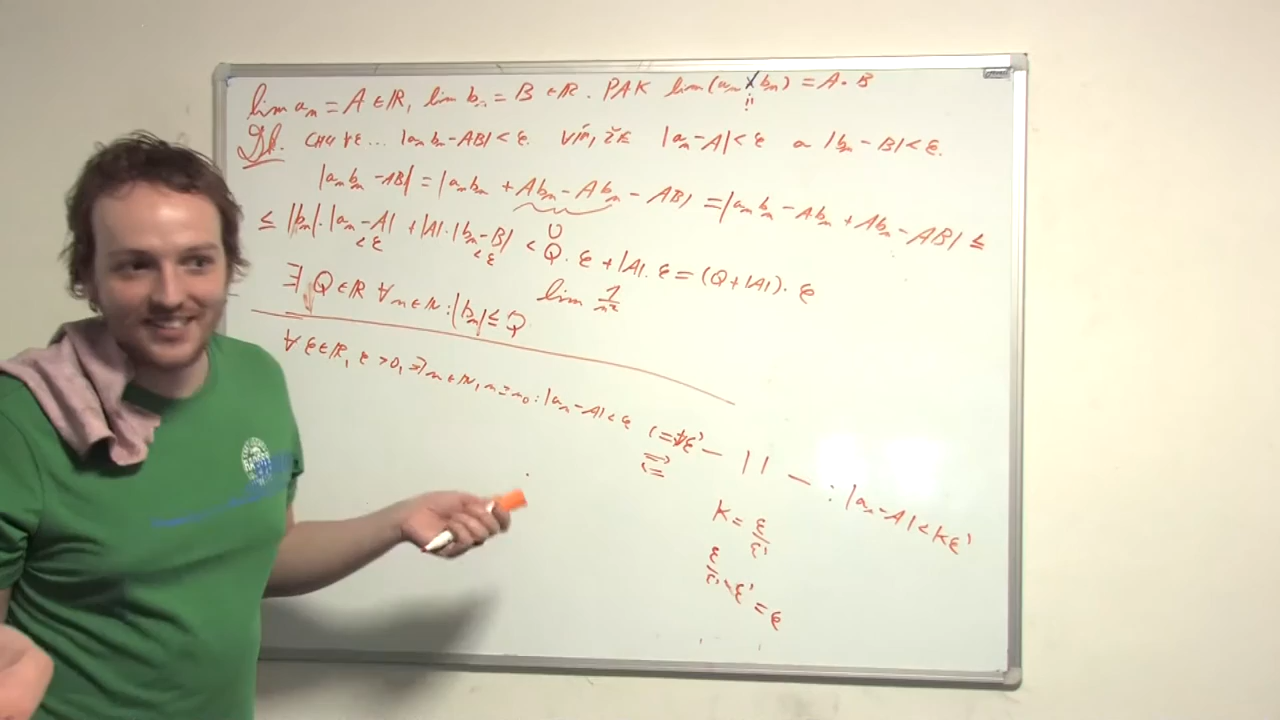 lim aₙ = A ∈ ℝ, lim bₙ = B ∈ ℝ. PAK lim(aₙ × bₙ) = A · B
Dk. CHCI ∀ε... |aₙbₙ - AB| < ε. VÍM, ŽE |aₙ - A| < ε a |bₙ - B| < ε.
|aₙbₙ - AB| = |aₙbₙ + Abₙ - Abₙ - AB| = |aₙbₙ - Abₙ + Abₙ - AB| ≤
≤ |bₙ| · |aₙ - A| + |A| · |bₙ - B| < Q · ε + |A| · ε = (Q + |A|) · ε
< ε < ε
∃ Q ∈ ℝ ∀n ∈ ℕ : |bₙ| ≤ Q lim 1/n²
∀ ε ∈ ℝ, ε > 0, ∃ n ∈ ℕ, n ≥ n₀ : |aₙ - A| < ε ∀ε' — || — : |aₙ - A| < Kε'
K = ε/ε'
ε/ε' · ε' = ε